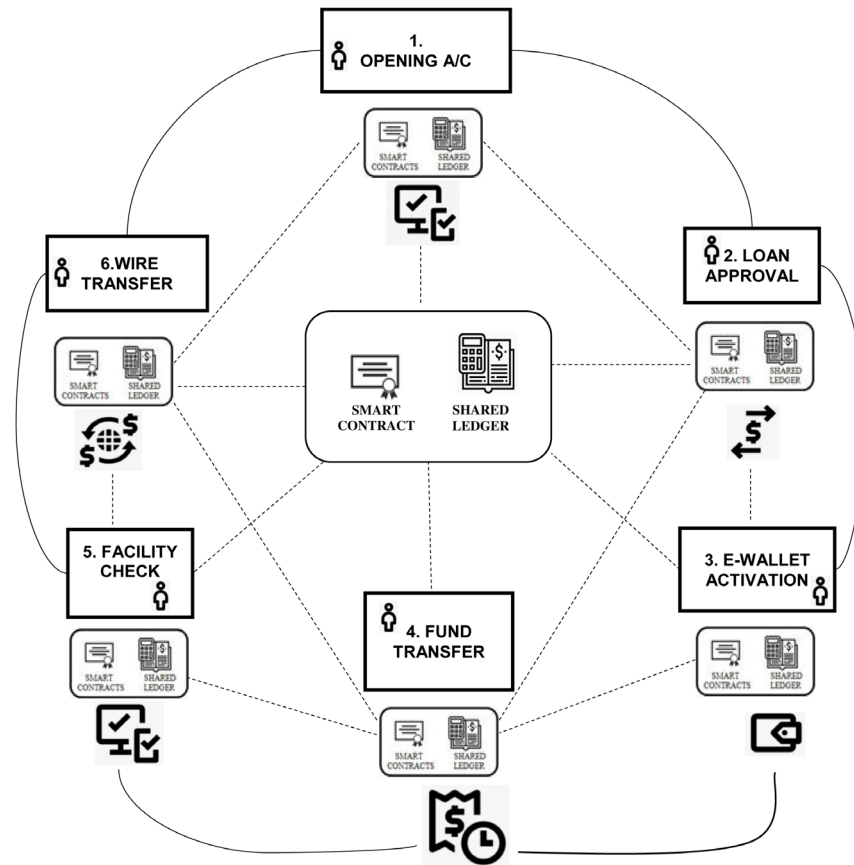 1.
OPENING A/C
SMART
CONTRACTS
SHARED
LEDGER
6.WIRE
TRANSFER
2. LOAN
APPROVAL
SMART
CONTRACTS
SHARED
LEDGER
SMART
CONTRACT
SHARED
LEDGER
SMART
CONTRACTS
SHARED
LEDGER
5. FACILITY
CHECK
3. E-WALLET
ACTIVATION
4. FUND
TRANSFER
SMART
CONTRACTS
SHARED
LEDGER
SMART
CONTRACTS
SHARED
LEDGER
SMART
CONTRACTS
SHARED
LEDGER